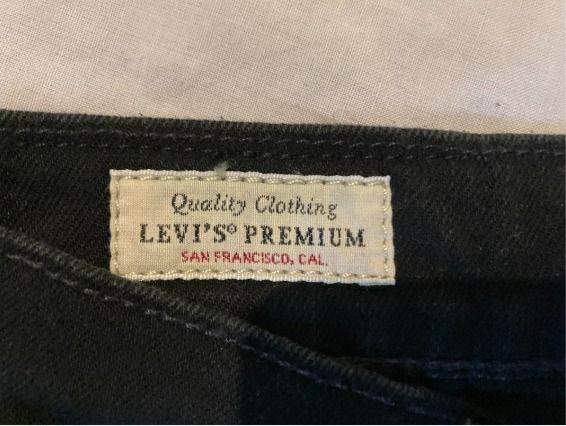 Quality Clothing
LEVI'S® PREMIUM
SAN FRANCISCO, CAL.